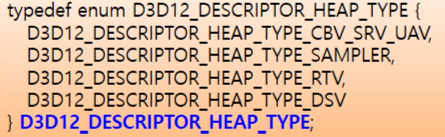 typedef enum D3D12_DESCRIPTOR_HEAP_TYPE {
D3D12_DESCRIPTOR_HEAP_TYPE_CBV_SRV_UAV,
D3D12_DESCRIPTOR_HEAP_TYPE_SAMPLER,
D3D12_DESCRIPTOR_HEAP_TYPE_RTV,
D3D12_DESCRIPTOR_HEAP_TYPE_DSV
} D3D12_DESCRIPTOR_HEAP_TYPE;